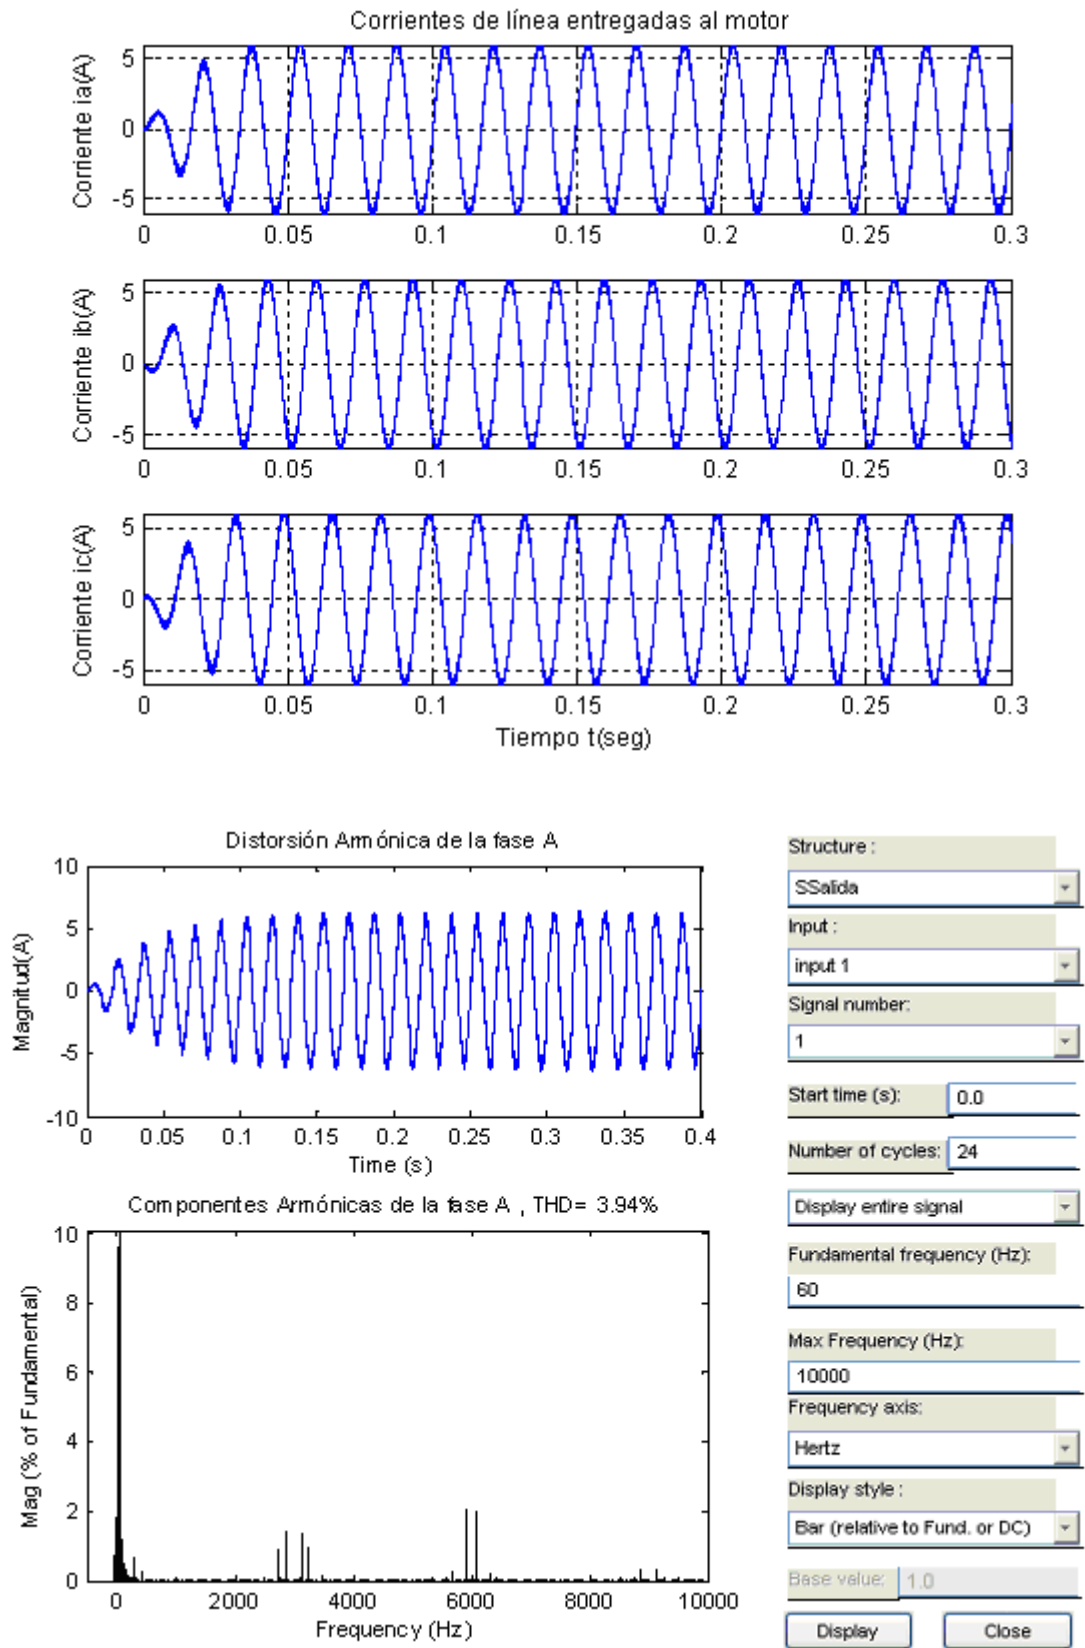 Corrientes de línea entregadas al motor
Corriente ia(A)
5
0
-5
0 0.05 0.1 0.15 0.2 0.25 0.3
Corriente ib(A)
5
0
-5
0 0.05 0.1 0.15 0.2 0.25 0.3
Corriente ic(A)
5
0
-5
0 0.05 0.1 0.15 0.2 0.25 0.3
Tiempo t(seg)
Distorsión Armónica de la fase A
Magnitud(A)
10
5
0
-5
-10
0 0.05 0.1 0.15 0.2 0.25 0.3 0.35 0.4
Time (s)
Componentes Armónicas de la fase A , THD= 3.94%
Mag (% of Fundamental)
10
8
6
4
2
0
0 2000 4000 6000 8000 10000
Frequency (Hz)
Structure :
SSalida
Input :
input 1
Signal number:
1
Start time (s): 0.0
Number of cycles: 24
Display entire signal
Fundamental frequency (Hz):
60
Max Frequency (Hz):
10000
Frequency axis:
Hertz
Display style :
Bar (relative to Fund. or DC)
Base value: 1.0
Display Close